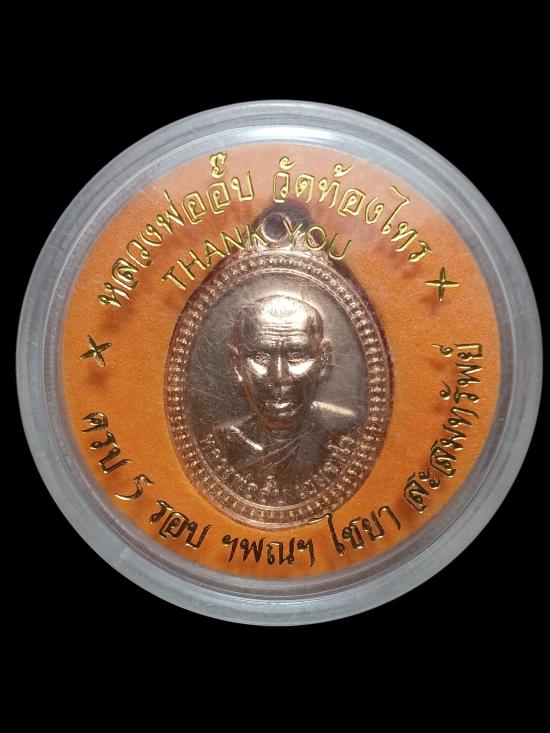 หลวงพ่ออั๊บ วัดท้องไทร
THANK YOU
ครบ 5 รอบ ฯพณฯ ไชยา สะสมทรัพย์